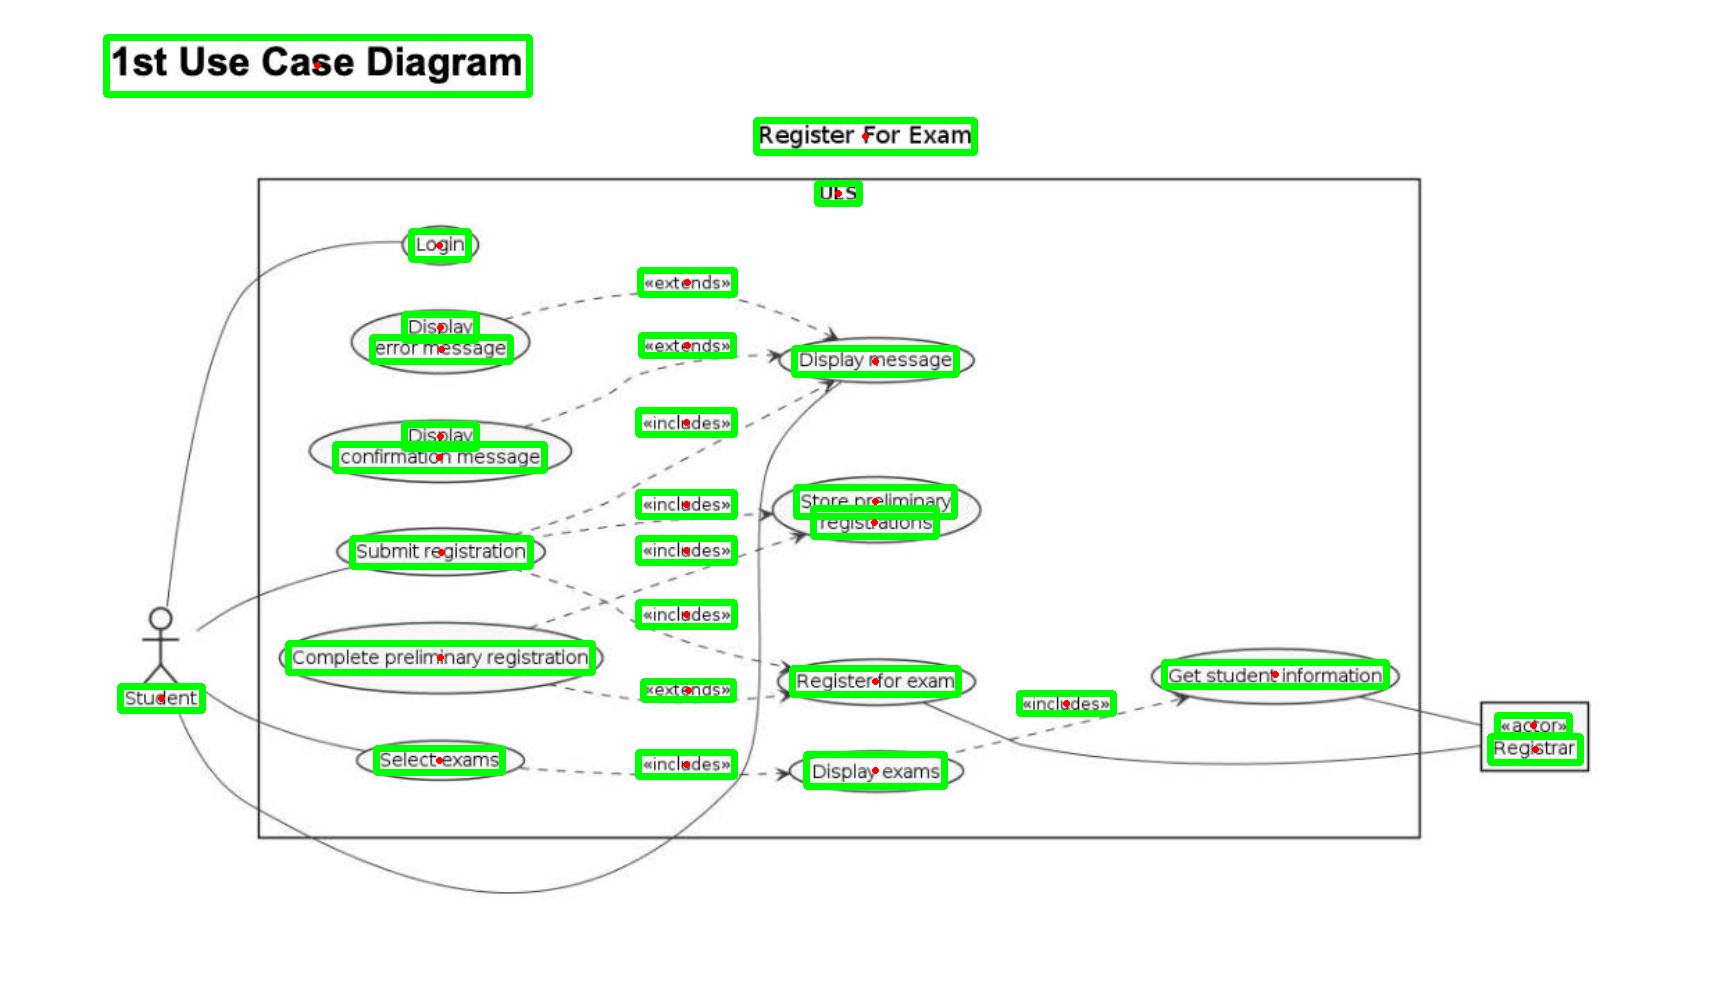 1st Use Case Diagram
Register For Exam
Login
«extends»
Display
error message
«extends»
Display message
«includes»
Display
confirmation message
«includes»
Store preliminary
registrations
Submit registration
«includes»
«includes»
Complete preliminary registration
Student
«extends»
Register for exam
Get student information
«includes»
«actor»
Registrar
Select exams
«includes»
Display exams